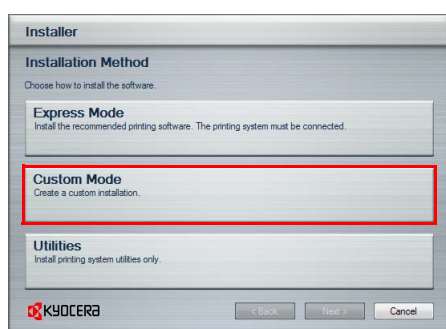 Installer
Installation Method
Choose how to install the software.
Express Mode
Install the recommended printing software. The printing system must be connected.
Custom Mode
Create a custom installation.
Utilities
Install printing system utilities only.
KYOCERA
< Back Next > Cancel